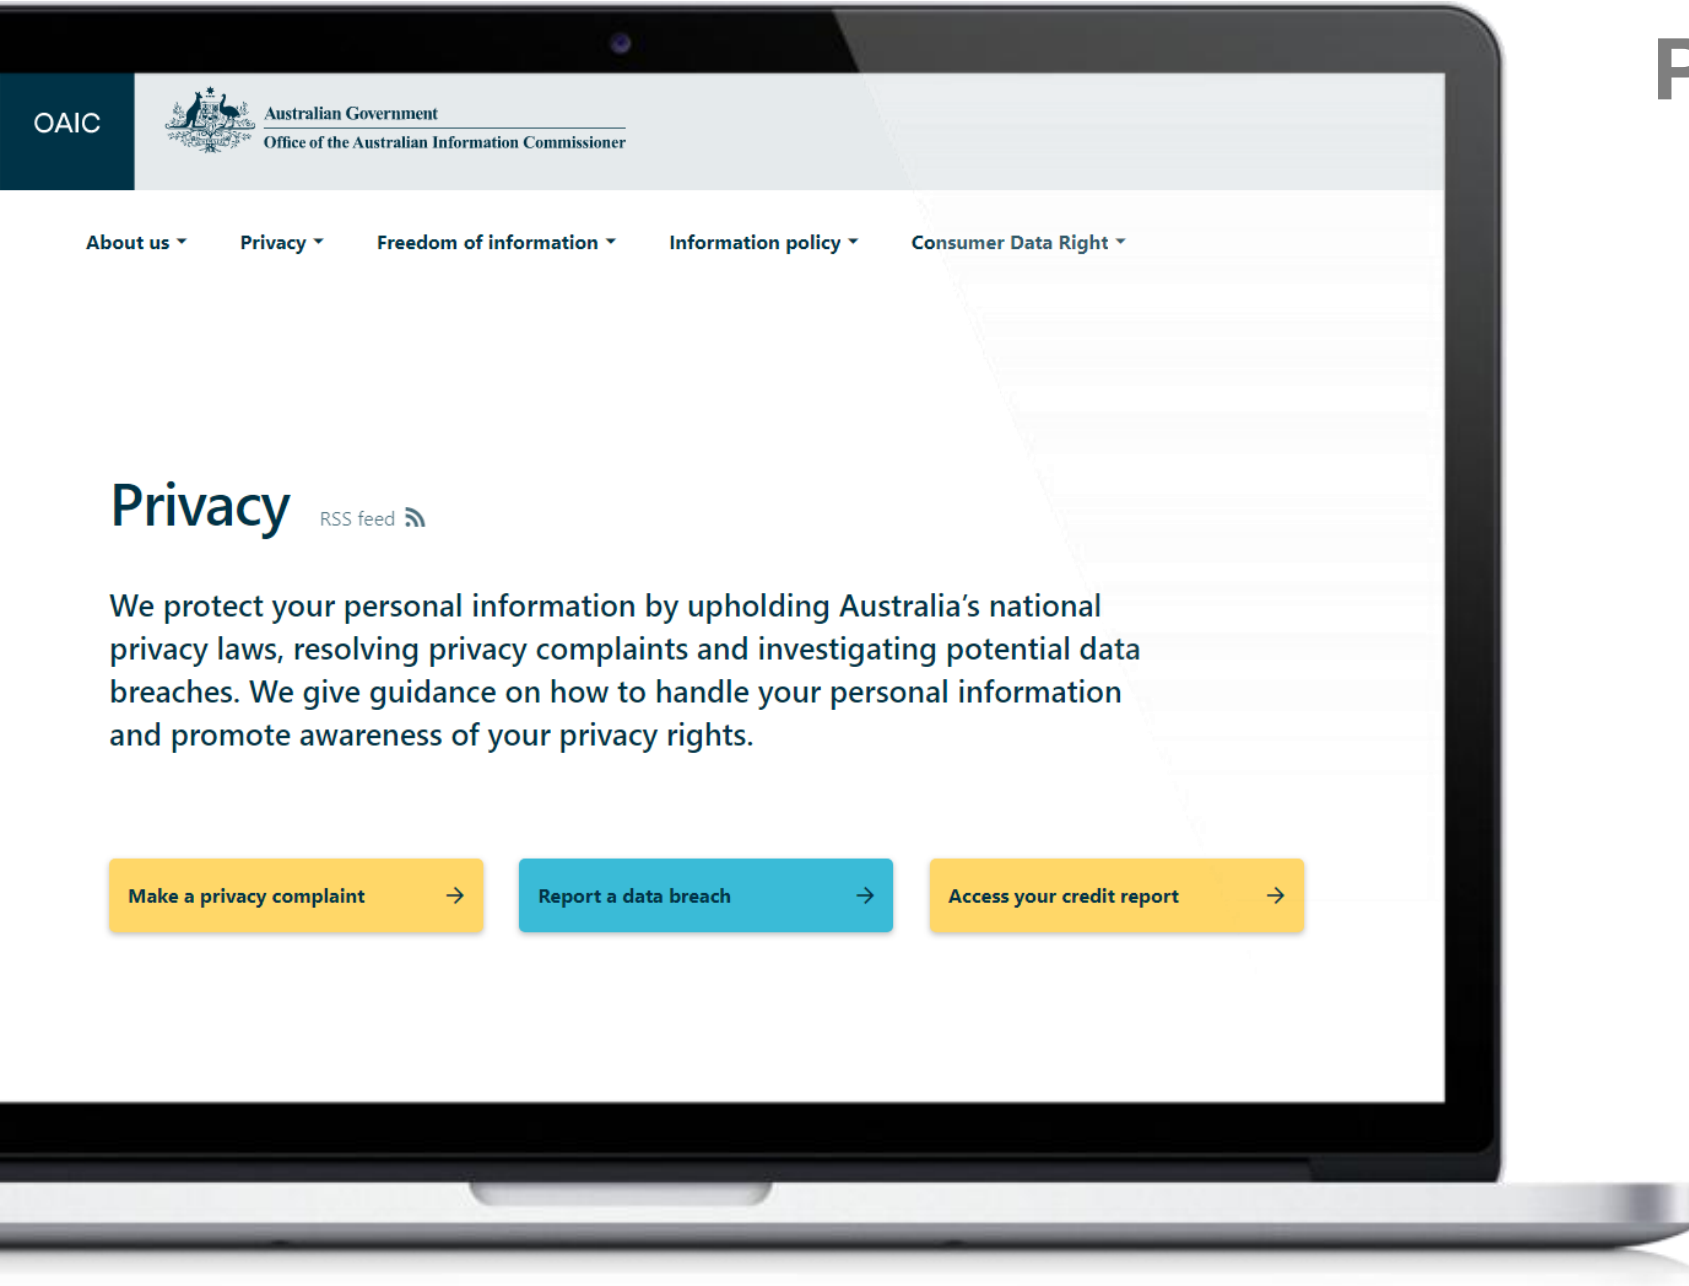 OAIC
Australian Government
Office of the Australian Information Commissioner
About us Privacy Freedom of information Information policy Consumer Data Right
Privacy RSS feed
We protect your personal information by upholding Australia’s national
privacy laws, resolving privacy complaints and investigating potential data
breaches. We give guidance on how to handle your personal information
and promote awareness of your privacy rights.
Make a privacy complaint → Report a data breach → Access your credit report →